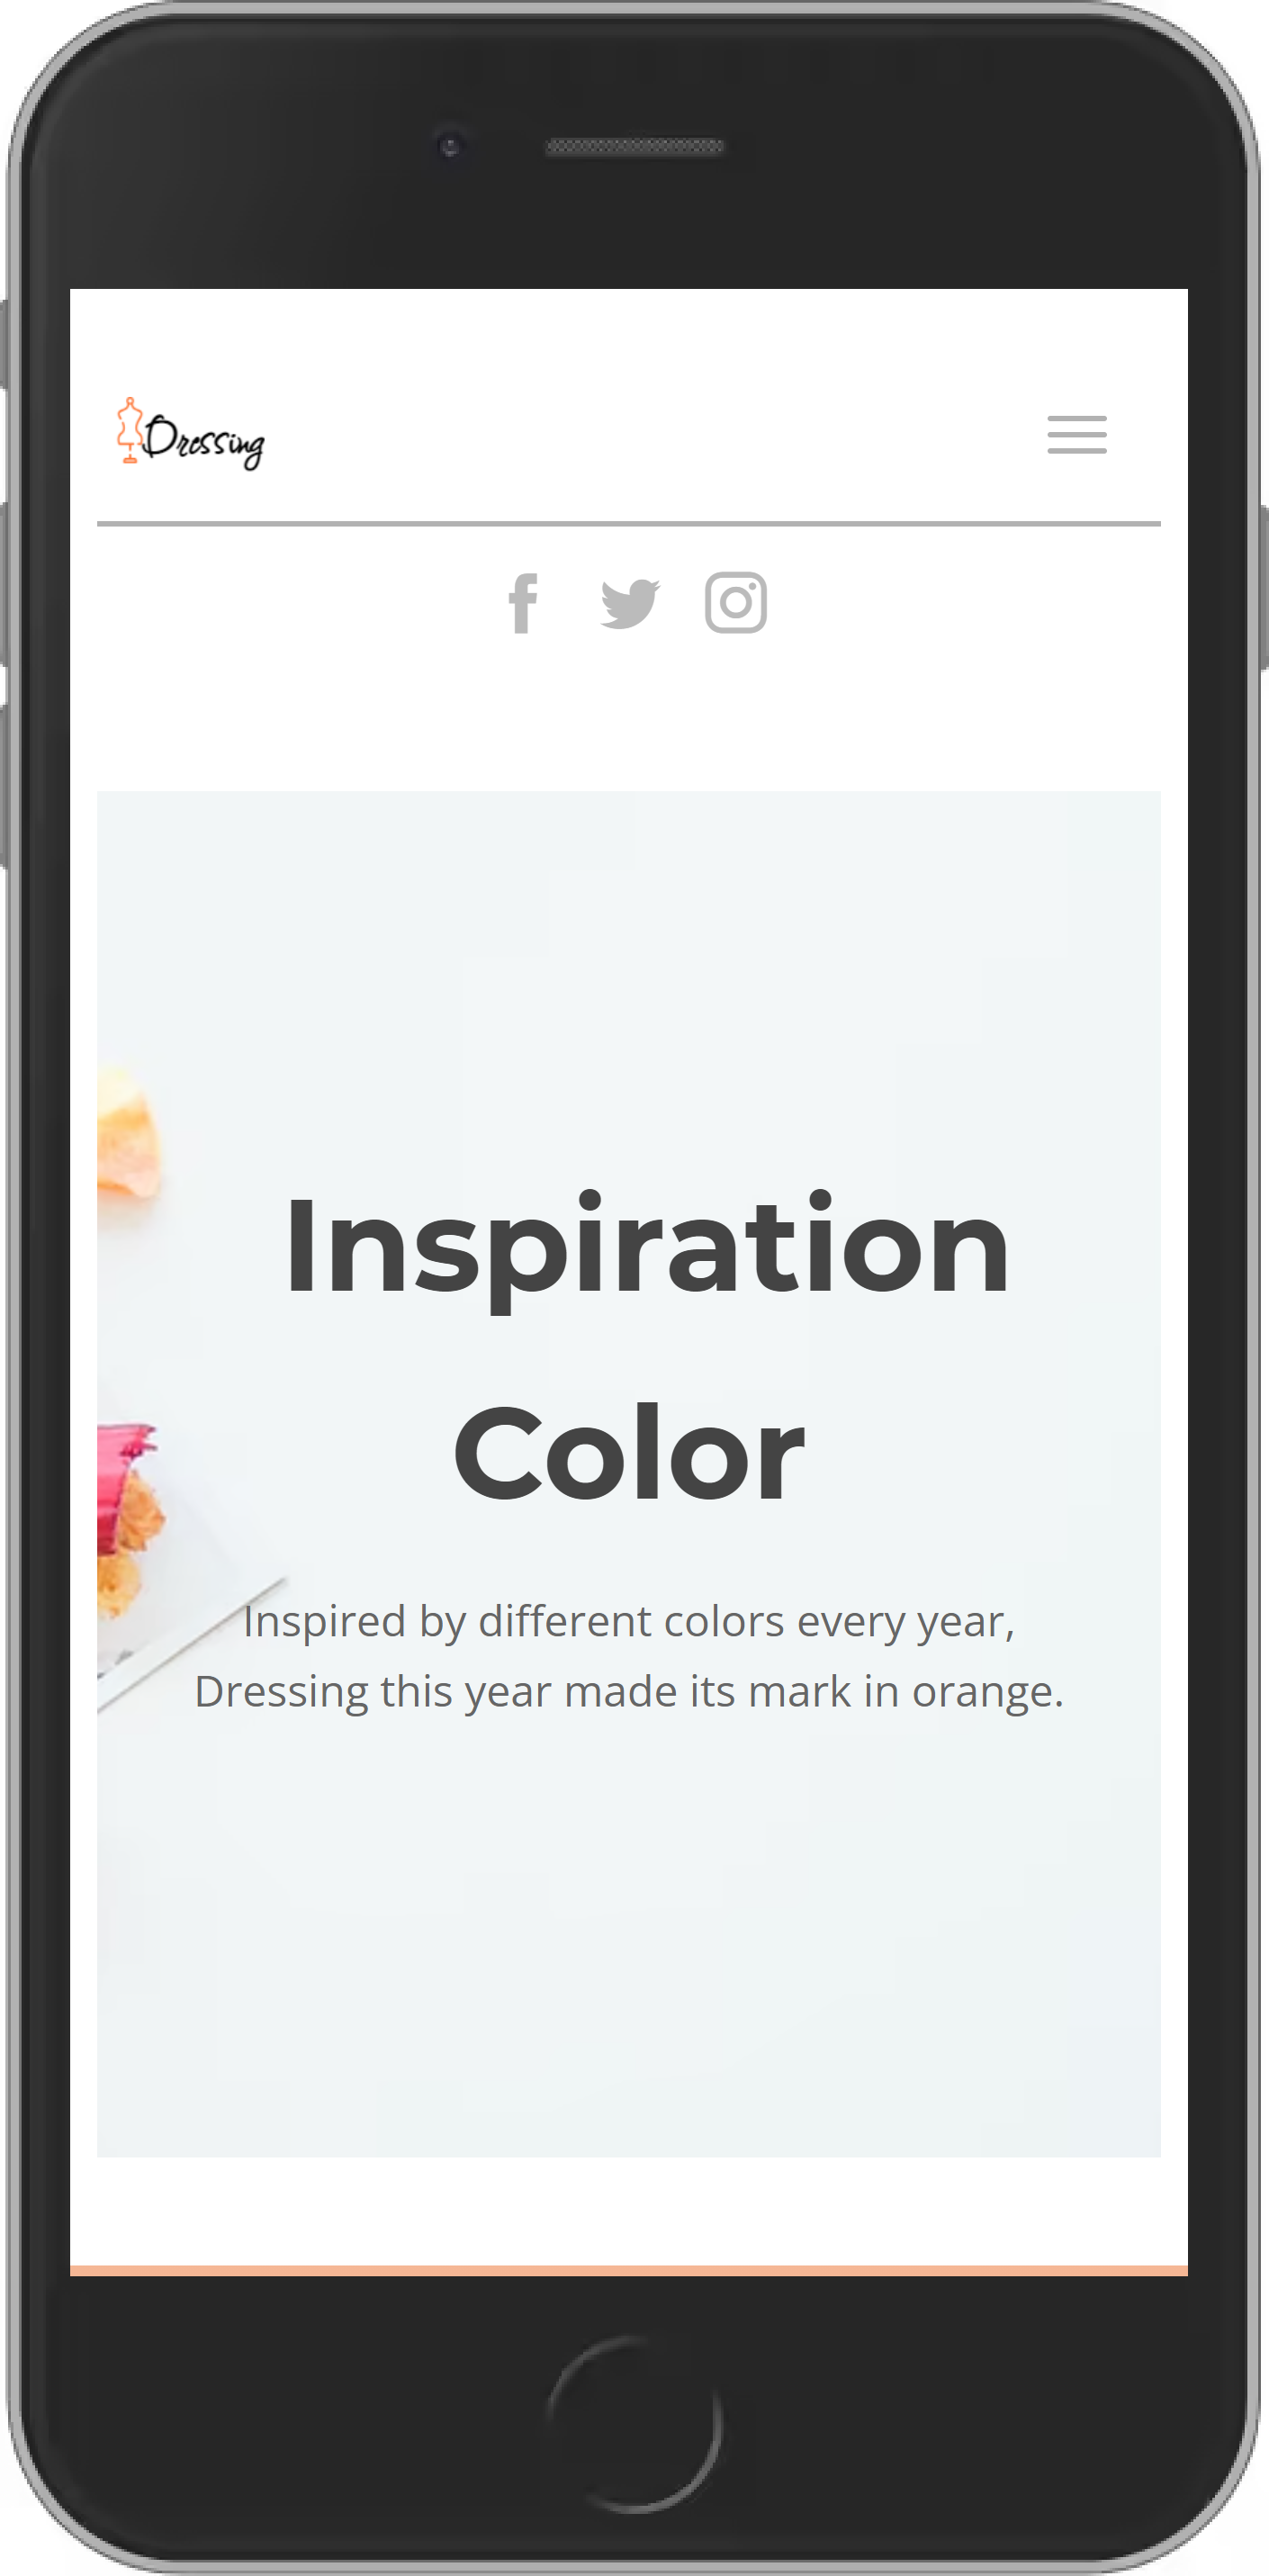 Dressing
Inspiration
Color
Inspired by different colors every year,
Dressing this year made its mark in orange.